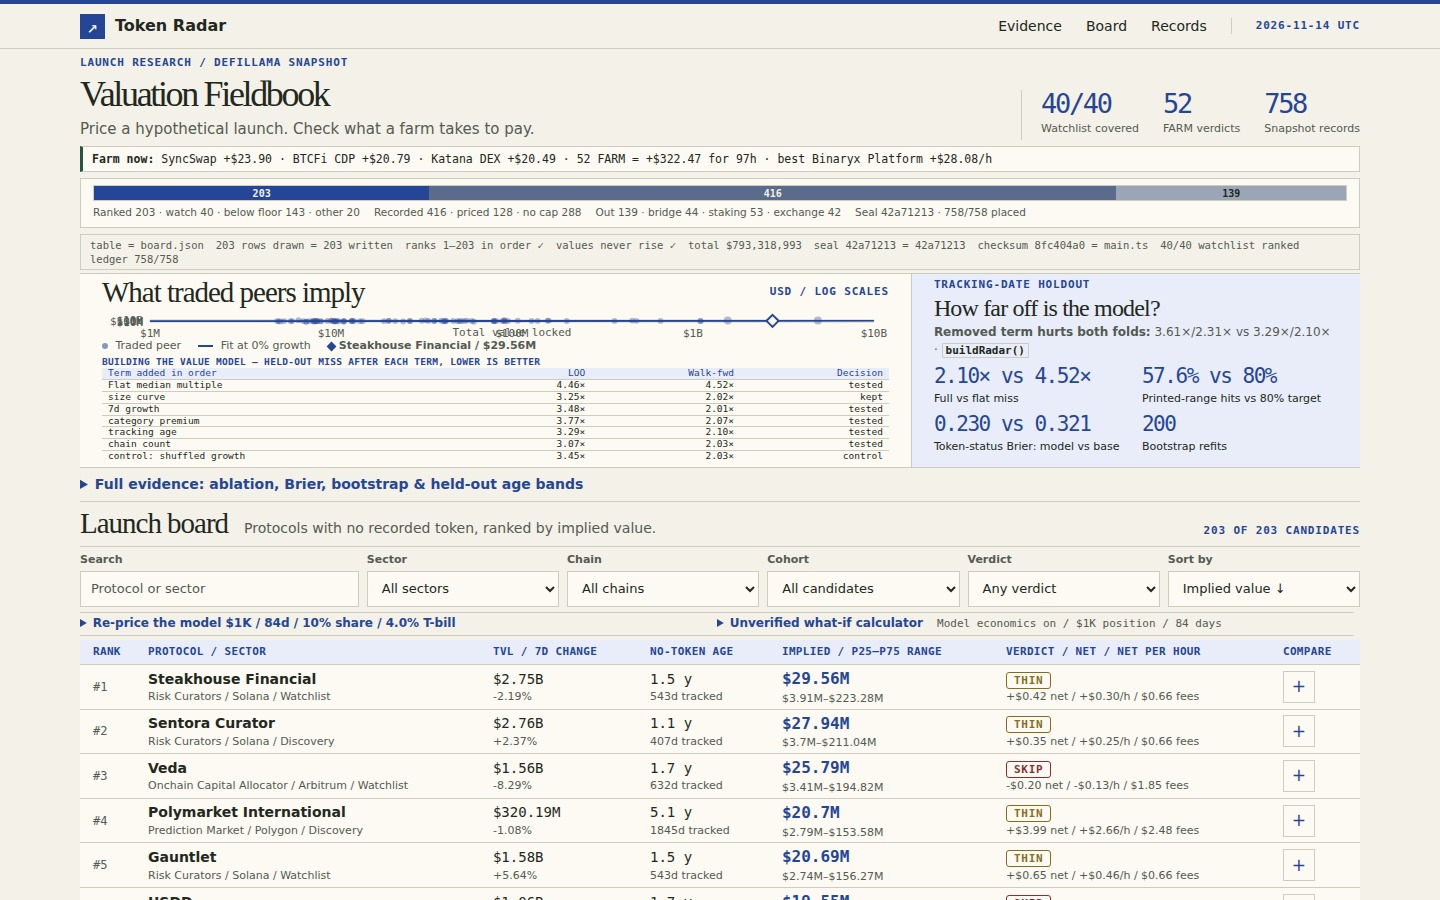 ↗ Token Radar Evidence Board Records 2026-11-14 UTC
LAUNCH RESEARCH / DEFILLAMA SNAPSHOT
Valuation Fieldbook
Price a hypothetical launch. Check what a farm takes to pay.
40/40 52 758
Watchlist covered FARM verdicts Snapshot records
Farm now: SyncSwap +$23.90 · BTCFi CDP +$20.79 · Katana DEX +$20.49 · 52 FARM = +$322.47 for 97h · best Binaryx Platform +$28.08/h
203 416 139
Ranked 203 · watch 40 · below floor 143 · other 20 Recorded 416 · priced 128 · no cap 288 Out 139 · bridge 44 · staking 53 · exchange 42 Seal 42a71213 · 758/758 placed
table = board.json 203 rows drawn = 203 written ranks 1–203 in order ✓ values never rise ✓ total $793,318,993 seal 42a71213 = 42a71213 checksum 8fc404a0 = main.ts 40/40 watchlist ranked
ledger 758/758
What traded peers imply USD / LOG SCALES
$1M $10M Total value locked $1B $10B
Traded peer Fit at 0% growth Steakhouse Financial / $29.56M
BUILDING THE VALUE MODEL — HELD-OUT MISS AFTER EACH TERM, LOWER IS BETTER
Term added in order LOO Walk-fwd Decision
Flat median multiple 4.46× 4.52× tested
size curve 3.25× 2.02× kept
7d growth 3.48× 2.01× tested
category premium 3.77× 2.07× tested
tracking age 3.29× 2.10× tested
chain count 3.07× 2.03× tested
control: shuffled growth 3.45× 2.03× control
TRACKING-DATE HOLDOUT
How far off is the model?
Removed term hurts both folds: 3.61×/2.31× vs 3.29×/2.10×
· buildRadar()
2.10× vs 4.52× 57.6% vs 80%
Full vs flat miss Printed-range hits vs 80% target
0.230 vs 0.321 200
Token-status Brier: model vs base Bootstrap refits
Full evidence: ablation, Brier, bootstrap & held-out age bands
Launch board Protocols with no recorded token, ranked by implied value. 203 OF 203 CANDIDATES
Search Sector Chain Cohort Verdict Sort by
Protocol or sector All sectors All chains All candidates Any verdict Implied value ↓
Re-price the model $1K / 84d / 10% share / 4.0% T-bill Unverified what-if calculator Model economics on / $1K position / 84 days
RANK PROTOCOL / SECTOR TVL / 7D CHANGE NO-TOKEN AGE IMPLIED / P25–P75 RANGE VERDICT / NET / NET PER HOUR COMPARE
#1 Steakhouse Financial $2.75B 1.5 y $29.56M THIN +
Risk Curators / Solana / Watchlist -2.19% 543d tracked $3.91M–$223.28M +$0.42 net / +$0.30/h / $0.66 fees
#2 Sentora Curator $2.76B 1.1 y $27.94M THIN +
Risk Curators / Solana / Discovery +2.37% 407d tracked $3.7M–$211.04M +$0.35 net / +$0.25/h / $0.66 fees
#3 Veda $1.56B 1.7 y $25.79M SKIP +
Onchain Capital Allocator / Arbitrum / Watchlist -8.29% 632d tracked $3.41M–$194.82M -$0.20 net / -$0.13/h / $1.85 fees
#4 Polymarket International $320.19M 5.1 y $20.7M THIN +
Prediction Market / Polygon / Discovery -1.08% 1845d tracked $2.79M–$153.58M +$3.99 net / +$2.66/h / $2.48 fees
#5 Gauntlet $1.58B 1.5 y $20.69M THIN +
Risk Curators / Solana / Watchlist +5.64% 543d tracked $2.74M–$156.27M +$0.65 net / +$0.46/h / $0.66 fees